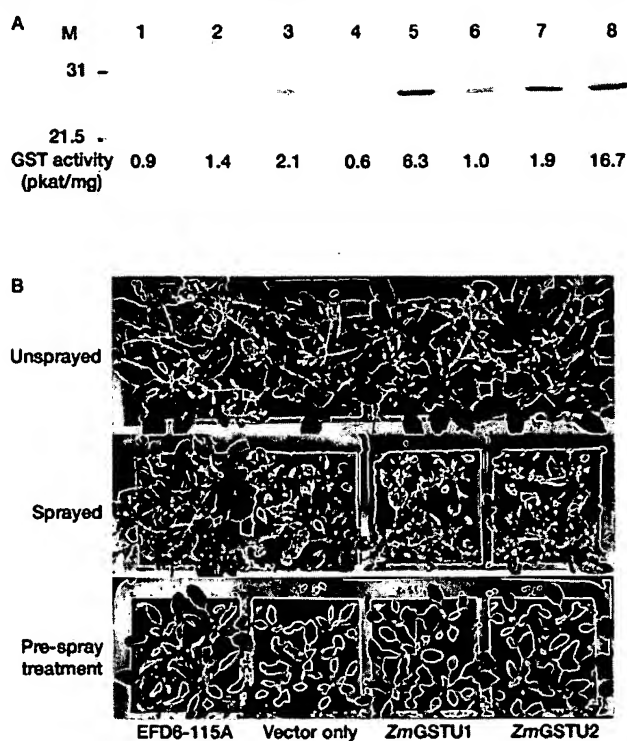 A M 1 2 3 4 5 6 7 8
31
21.5
GST activity 0.9 1.4 2.1 0.6 6.3 1.0 1.9 16.7
(pkat/mg)
B
Unsprayed
Sprayed
Pre-spray
treatment
EFD6-115A Vector only ZmGSTU1 ZmGSTU2